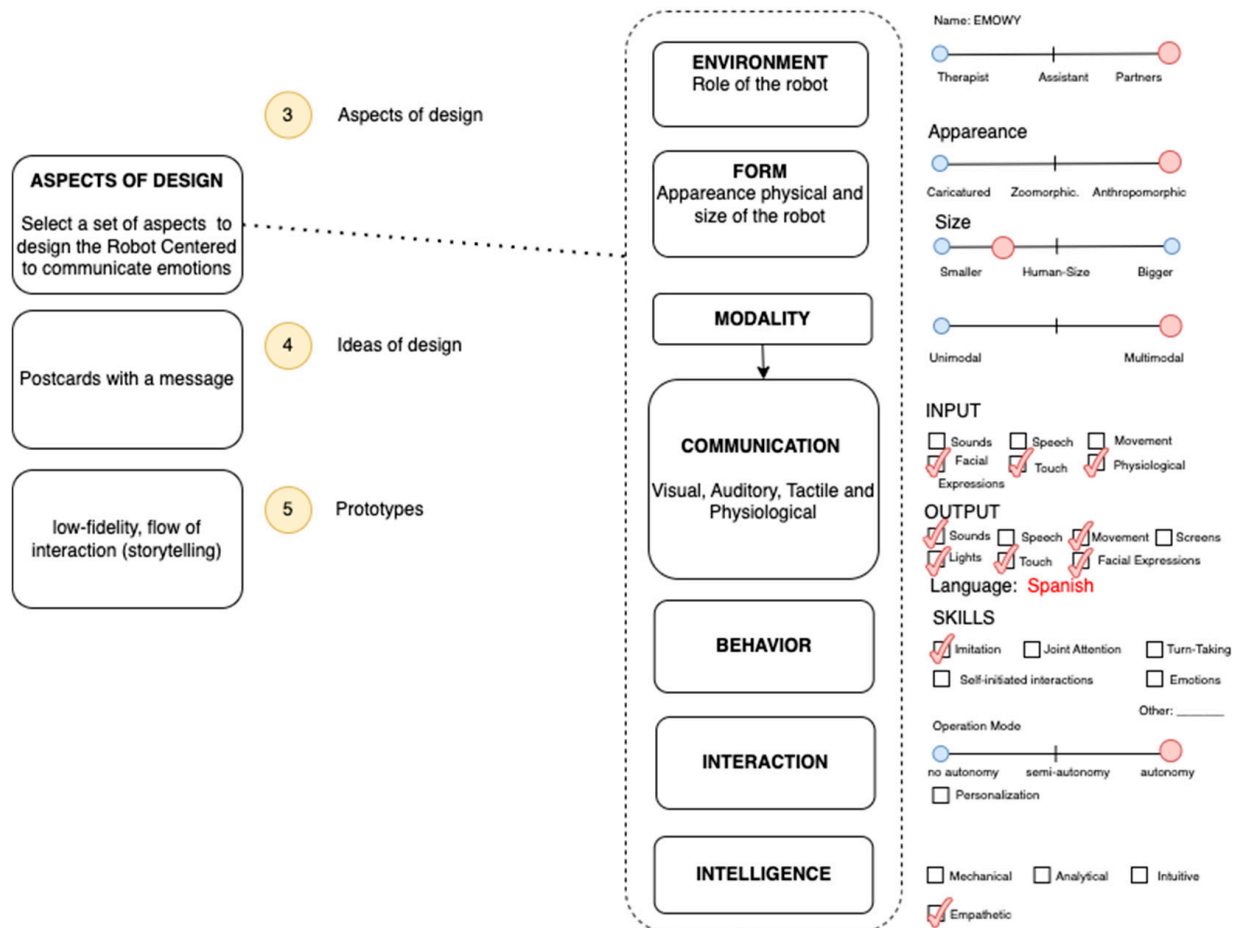 3
Aspects of design
ASPECTS OF DESIGN
Select a set of aspects to
design the Robot Centered
to communicate emotions
4
Ideas of design
Postcards with a message
5
Prototypes
low-fidelity, flow of
interaction (storytelling)
ENVIRONMENT
Role of the robot
FORM
Appareance physical and
size of the robot
MODALITY
COMMUNICATION
Visual, Auditory, Tactile and
Physiological
BEHAVIOR
INTERACTION
INTELLIGENCE
Name: EMOWY
Therapist Assistant Partners
Appareance
Caricatured Zoomorphic. Anthropomorphic
Size
Smaller Human-Size Bigger
Unimodal Multimodal
INPUT
Sounds Speech Movement
Facial Touch Physiological
Expressions
OUTPUT
Sounds Speech Movement Screens
Lights Touch Facial Expressions
Language: Spanish
SKILLS
Imitation Joint Attention Turn-Taking
Self-initiated interactions Emotions
Other: _______
Operation Mode
no autonomy semi-autonomy autonomy
Personalization
Mechanical Analytical Intuitive
Empathetic